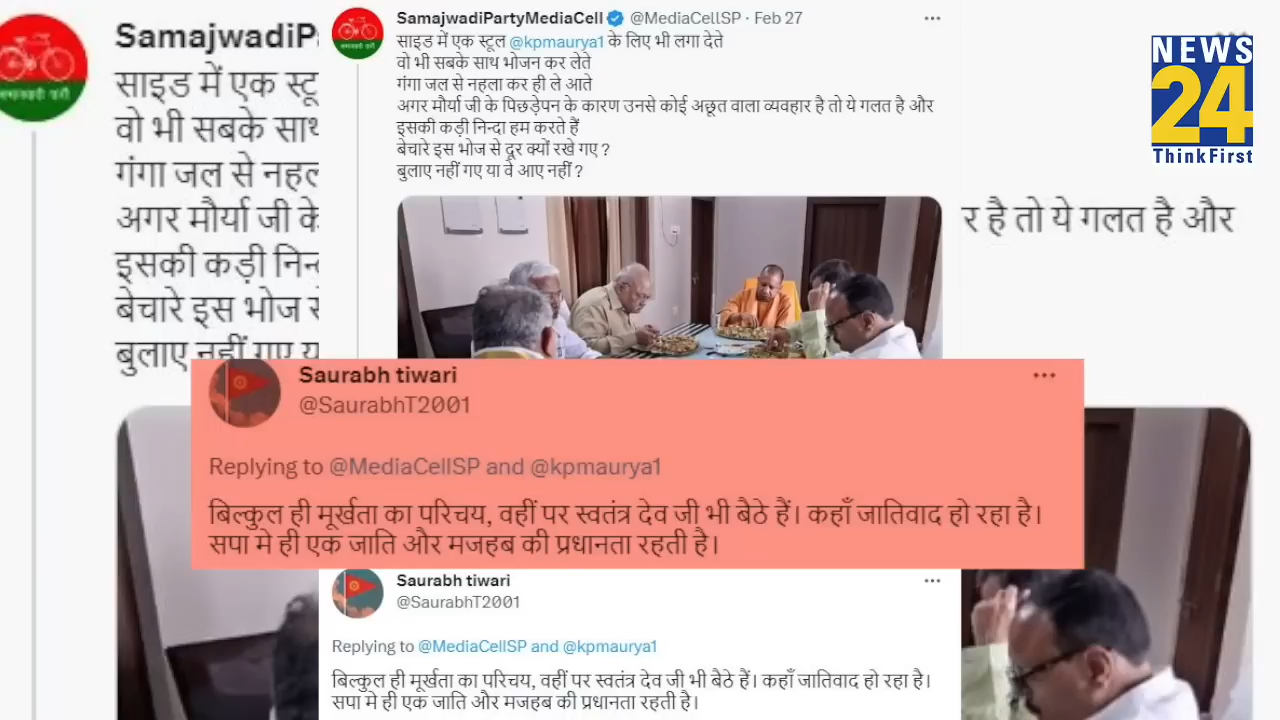 SamajwadiPartyMediaCell @MediaCellSP · Feb 27
साइड में एक स्टूल @kpmaurya1 के लिए भी लगा देते
वो भी सबके साथ भोजन कर लेते
गंगा जल से नहला कर ही ले आते
अगर मौर्या जी के पिछड़ेपन के कारण उनसे कोई अछूत वाला व्यवहार है तो ये गलत है और
इसकी कड़ी निन्दा हम करते हैं
बेचारे इस भोज से दूर क्यों रखे गए ?
बुलाए नहीं गए या वे आए नहीं ?
SamajwadiP
साइड में एक स्टू
वो भी सबके साथ
गंगा जल से नहल
अगर मौर्या जी के
इसकी कड़ी निन
बेचारे इस भोज से
बुलाए नहीं गए य
र है तो ये गलत है और
NEWS
24
ThinkFirst
Saurabh tiwari
@SaurabhT2001
Replying to @MediaCellSP and @kpmaurya1
बिल्कुल ही मूर्खता का परिचय, वहीं पर स्वतंत्र देव जी भी बैठे हैं। कहाँ जातिवाद हो रहा है।
सपा मे ही एक जाति और मजहब की प्रधानता रहती है।
Saurabh tiwari
@SaurabhT2001
Replying to @MediaCellSP and @kpmaurya1
बिल्कुल ही मूर्खता का परिचय, वहीं पर स्वतंत्र देव जी भी बैठे हैं। कहाँ जातिवाद हो रहा है।
सपा मे ही एक जाति और मजहब की प्रधानता रहती है।